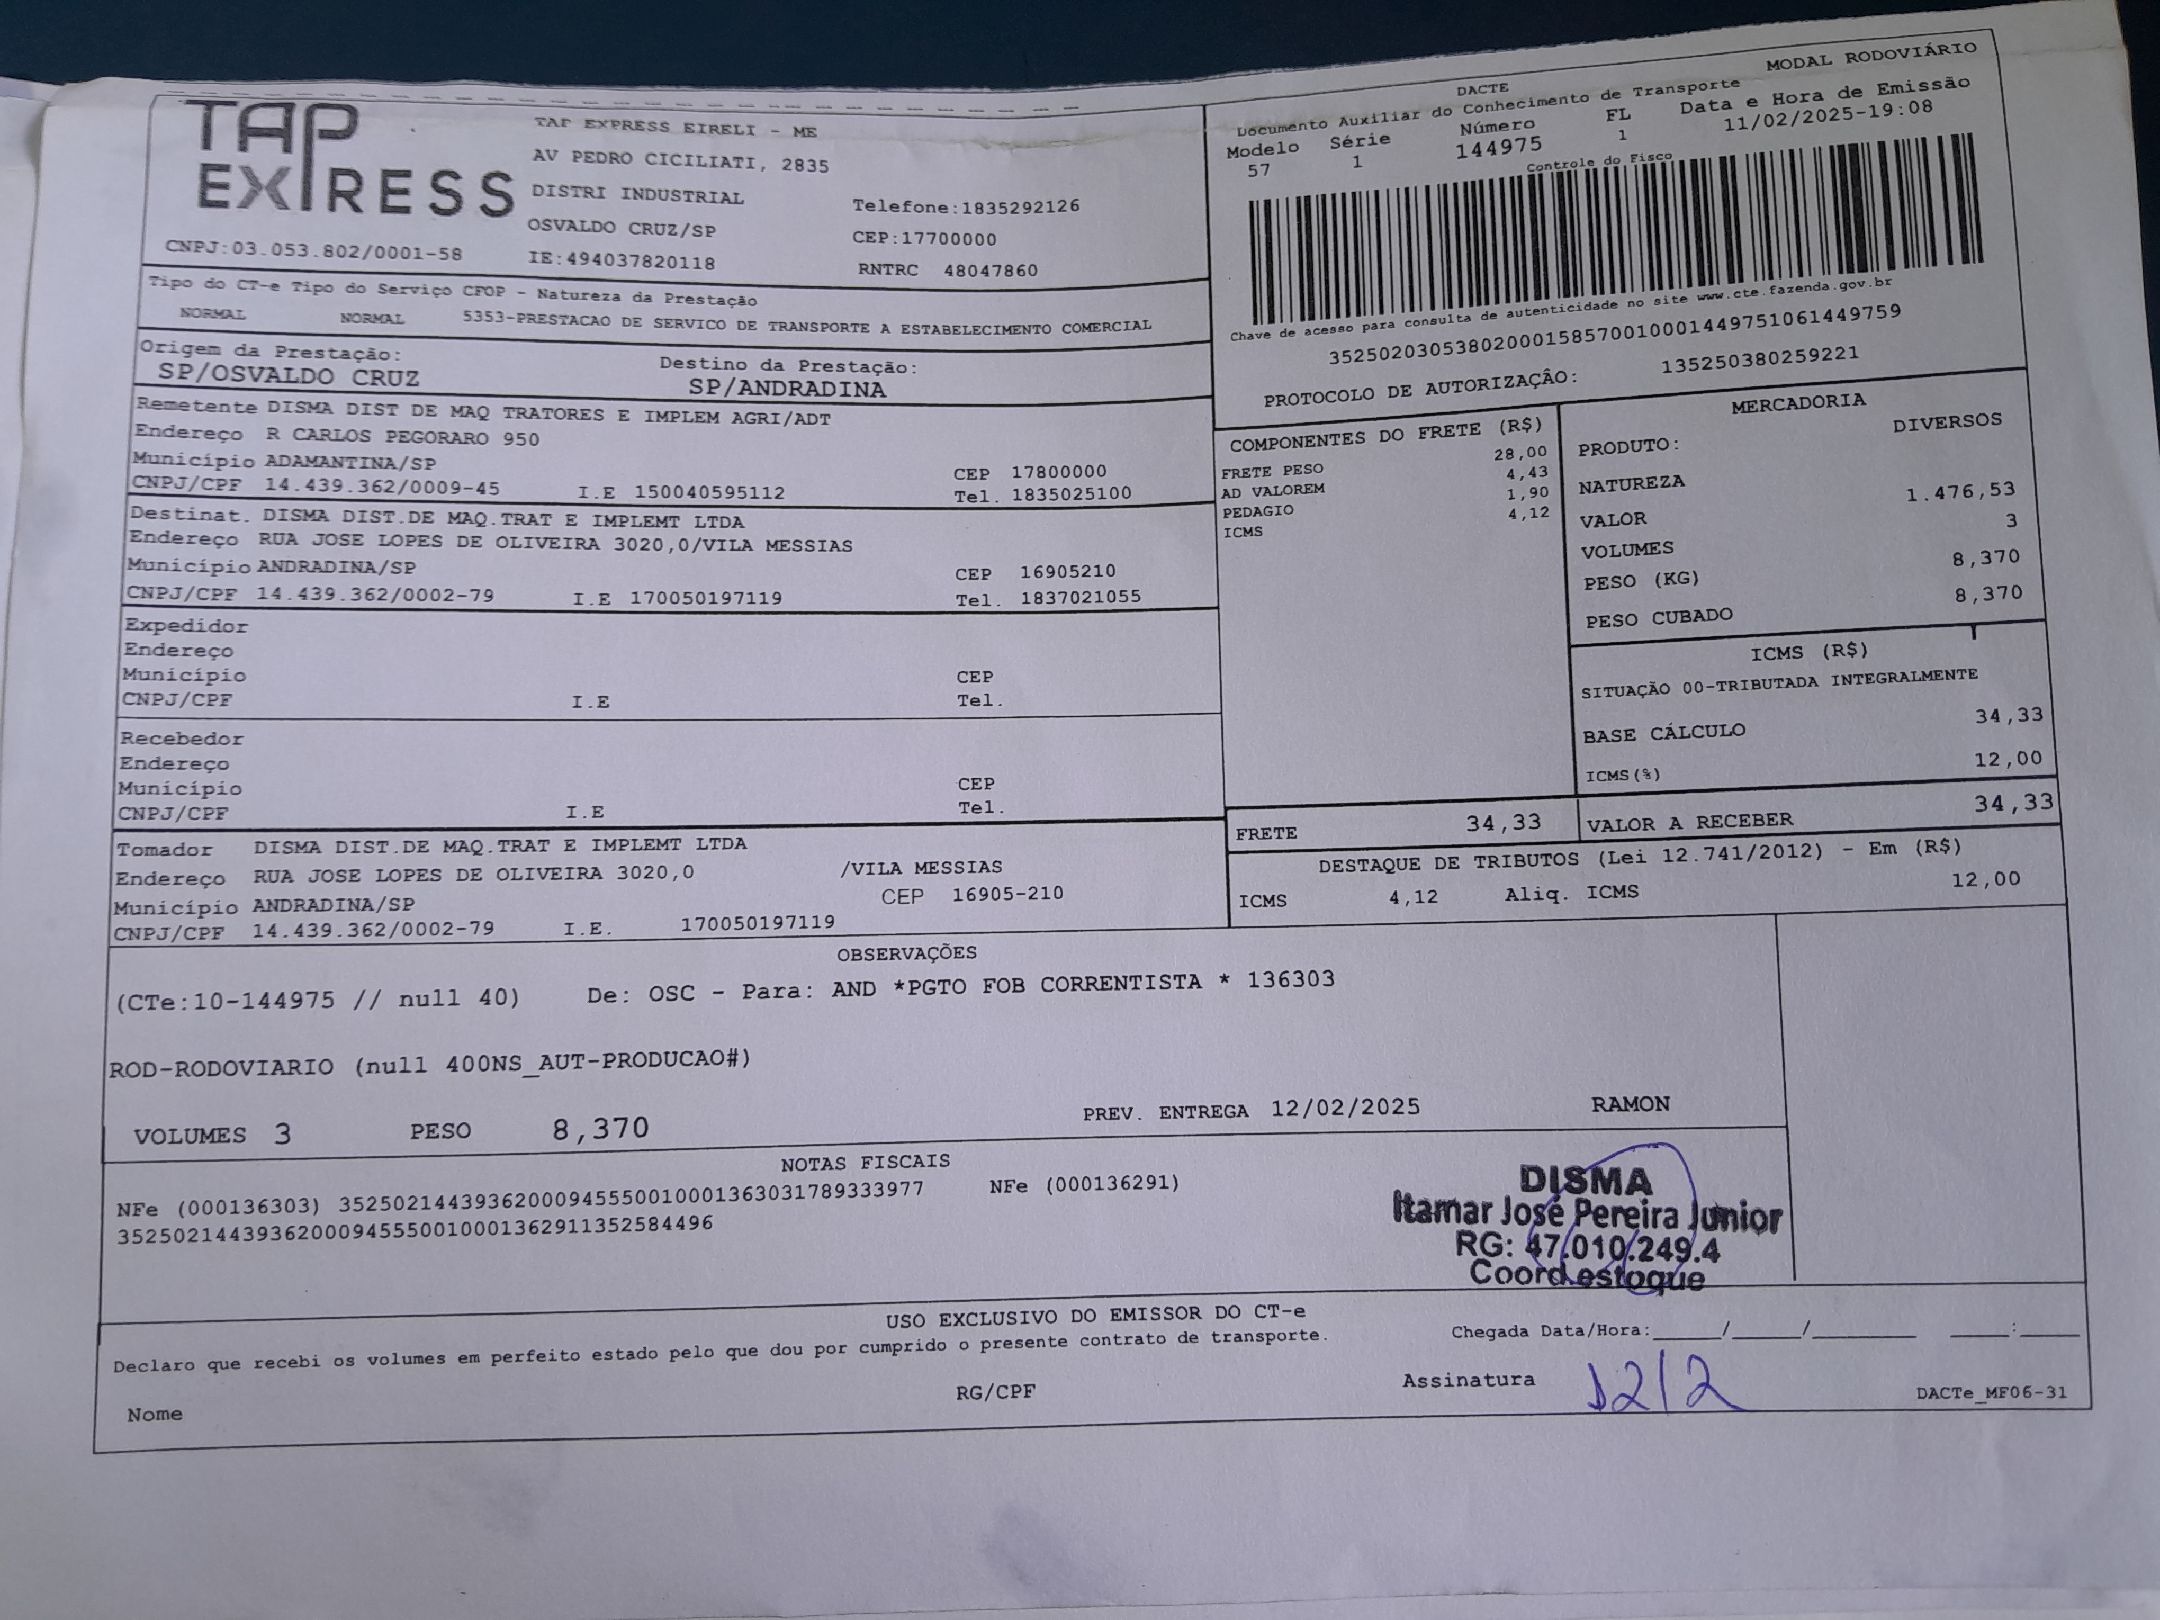 TAP
EXPRESS
TAP EXPRESS EIRELI - ME
AV PEDRO CICILIATI, 2835
DISTRI INDUSTRIAL
Telefone:1835292126
OSVALDO CRUZ/SP
CEP:17700000
CNPJ:03.053.802/0001-58
IE:494037820118
RNTRC 48047860
MODAL RODOVIÁRIO
DACTE
Documento Auxiliar do Conhecimento de Transporte
Modelo Série Número FL Data e Hora de Emissão
57 1 144975 1 11/02/2025-19:08
Controle do Fisco
Chave de acesso para consulta de autenticidade no site www.cte.fazenda.gov.br
35250203053802000158570010001449751061449759
PROTOCOLO DE AUTORIZAÇÃO: 135250380259221
Tipo do CT-e Tipo do Serviço CFOP - Natureza da Prestação
NORMAL NORMAL 5353-PRESTACAO DE SERVICO DE TRANSPORTE A ESTABELECIMENTO COMERCIAL
Origem da Prestação: Destino da Prestação:
SP/OSVALDO CRUZ SP/ANDRADINA
Remetente DISMA DIST DE MAQ TRATORES E IMPLEM AGRI/ADT
Endereço R CARLOS PEGORARO 950
Município ADAMANTINA/SP CEP 17800000
CNPJ/CPF 14.439.362/0009-45 I.E 150040595112 Tel. 1835025100
Destinat. DISMA DIST.DE MAQ.TRAT E IMPLEMT LTDA
Endereço RUA JOSE LOPES DE OLIVEIRA 3020,0/VILA MESSIAS
Município ANDRADINA/SP CEP 16905210
CNPJ/CPF 14.439.362/0002-79 I.E 170050197119 Tel. 1837021055
Expedidor
Endereço
Município CEP
CNPJ/CPF I.E Tel.
Recebedor
Endereço
Município CEP
CNPJ/CPF I.E Tel.
Tomador DISMA DIST.DE MAQ.TRAT E IMPLEMT LTDA
Endereço RUA JOSE LOPES DE OLIVEIRA 3020,0 /VILA MESSIAS
Município ANDRADINA/SP CEP 16905-210
CNPJ/CPF 14.439.362/0002-79 I.E. 170050197119
COMPONENTES DO FRETE (R$)
FRETE PESO 28,00
AD VALOREM 4,43
PEDAGIO 1,90
ICMS 4,12
MERCADORIA
PRODUTO: DIVERSOS
NATUREZA
VALOR 1.476,53
VOLUMES 3
PESO (KG) 8,370
PESO CUBADO 8,370
ICMS (R$)
SITUAÇÃO 00-TRIBUTADA INTEGRALMENTE
BASE CÁLCULO 34,33
ICMS(%) 12,00
FRETE 34,33 VALOR A RECEBER 34,33
DESTAQUE DE TRIBUTOS (Lei 12.741/2012) - Em (R$)
ICMS 4,12 Aliq. ICMS 12,00
OBSERVAÇÕES
(CTe:10-144975 // null 40) De: OSC - Para: AND *PGTO FOB CORRENTISTA * 136303
ROD-RODOVIARIO (null 400NS_AUT-PRODUCAO#)
VOLUMES 3 PESO 8,370 PREV. ENTREGA 12/02/2025 RAMON
NOTAS FISCAIS
NFe (000136303) 35250214439362000945550010001363031789333977 NFe (000136291)
35250214439362000945550010001362911352584496
DISMA
Itamar José Pereira Junior
RG: 47.010.249.4
Coord.estoque
USO EXCLUSIVO DO EMISSOR DO CT-e
Declaro que recebi os volumes em perfeito estado pelo que dou por cumprido o presente contrato de transporte.
Chegada Data/Hora:_____/_____/________ ____:_____
Nome RG/CPF Assinatura 12/2
DACTe_MF06-31